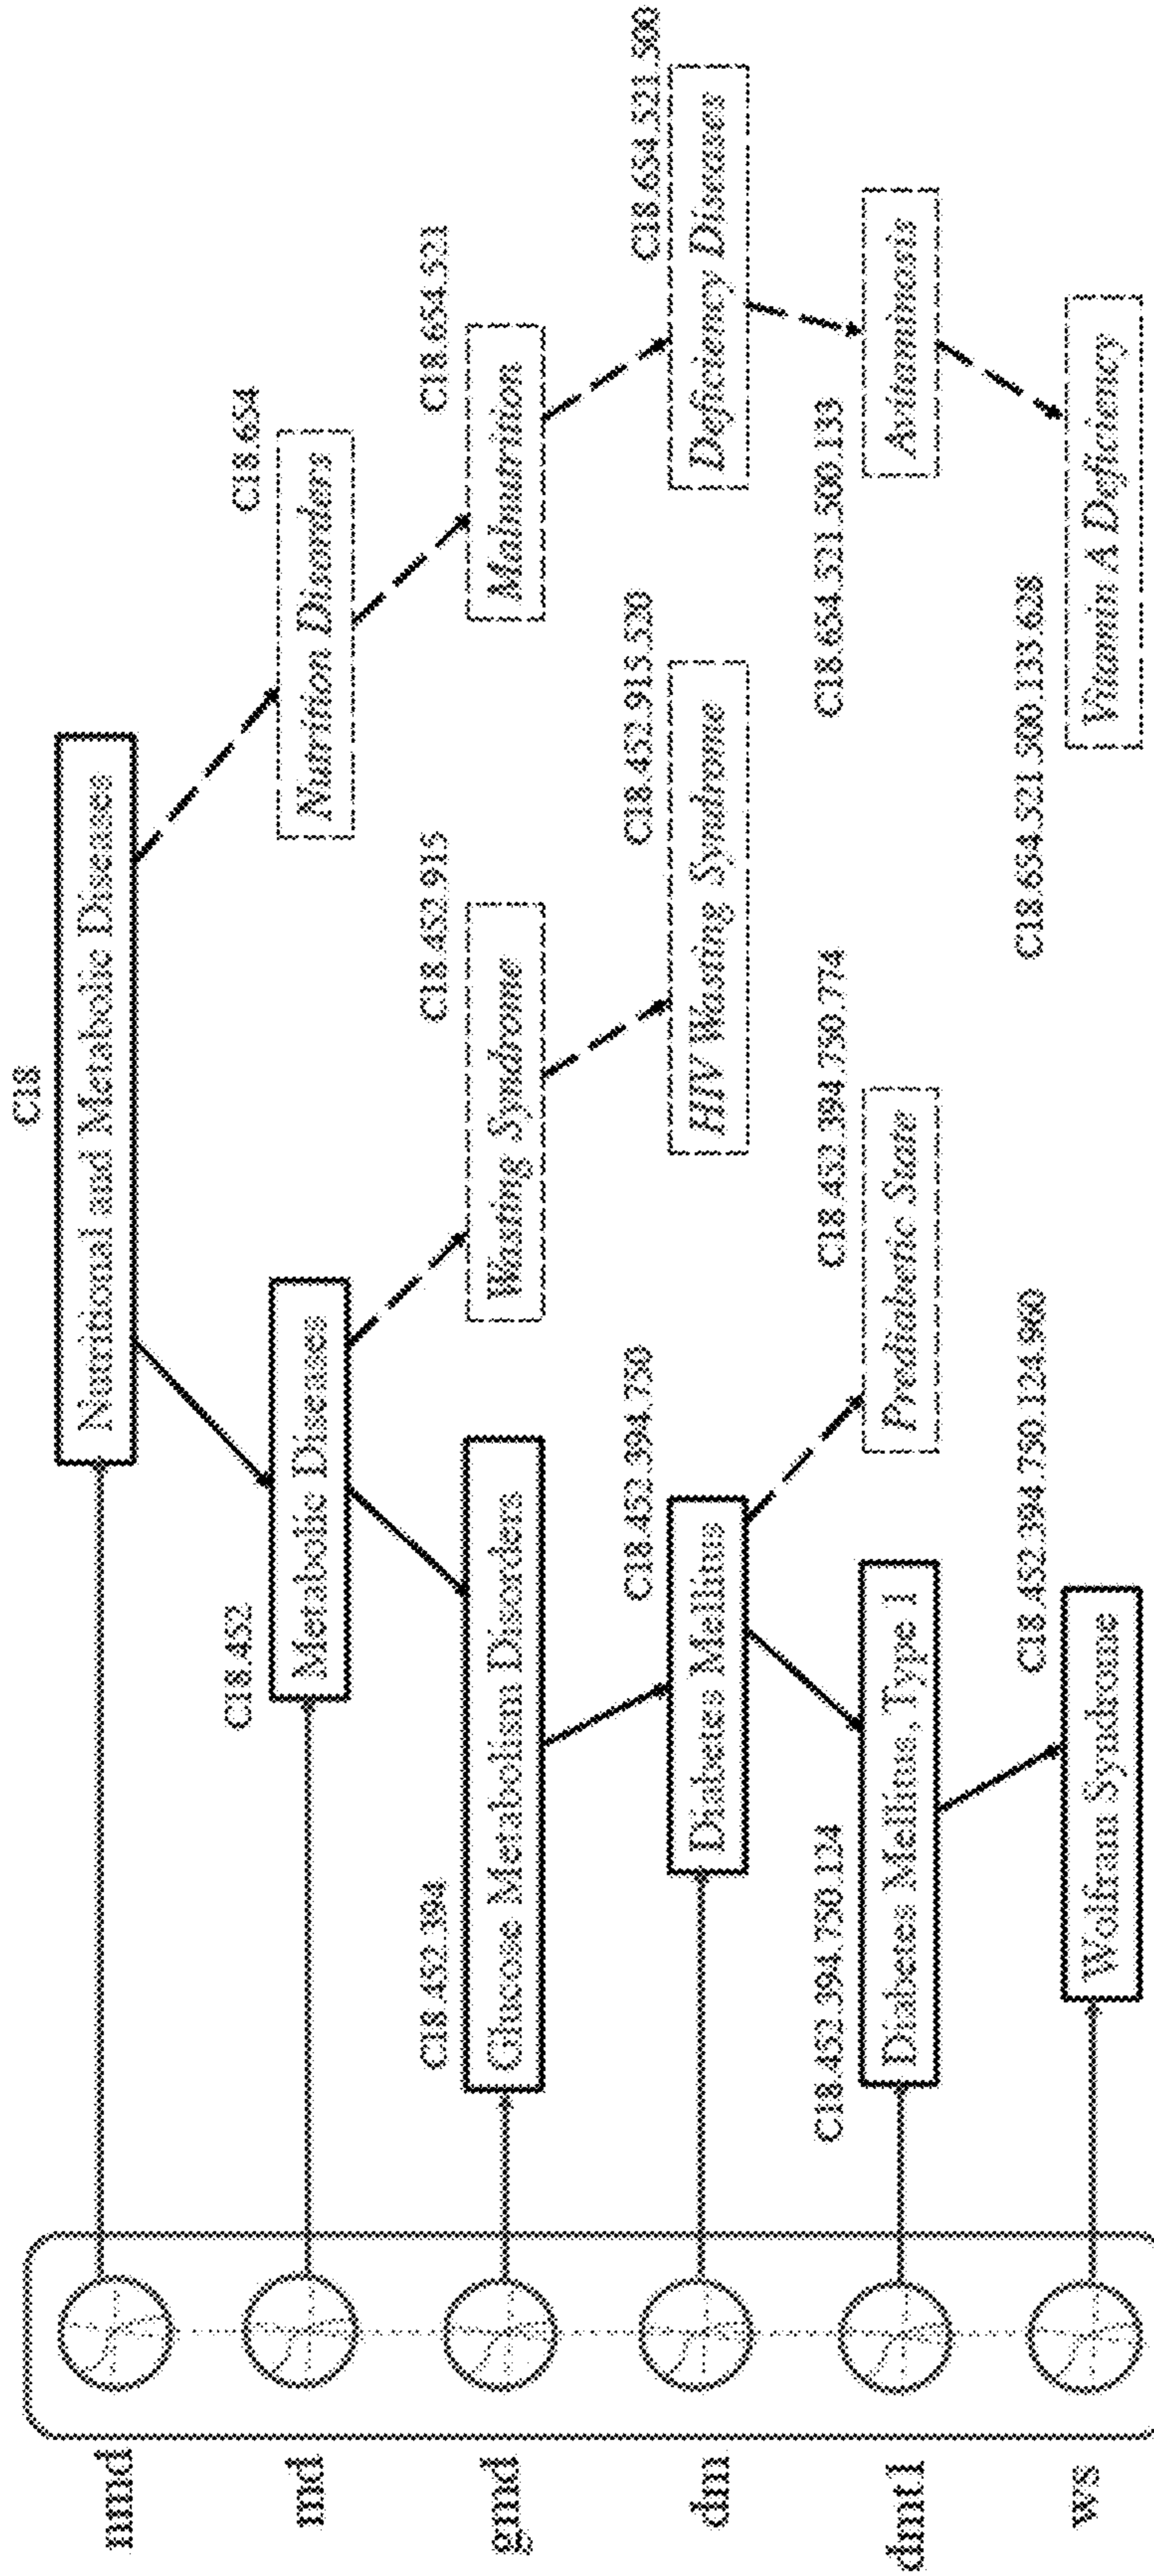 C18
nmd
Nutritional and Metabolic Diseases
C18.452
C18.654
md
Metabolic Diseases
Nutrition Disorders
C18.452.394
C18.452.915
C18.654.521
gmd
Glucose Metabolism Disorders
Wasting Syndrome
Malnutrition
C18.452.394.750
C18.452.915.520
C18.654.521.500
dm
Diabetes Mellitus
HIV Wasting Syndrome
Deficiency Diseases
C18.452.394.750.124
C18.452.394.750.774
C18.654.521.500.133
dmt1
Diabetes Mellitus, Type 1
Prediabetic State
Avitaminosis
C18.452.394.750.124.960
C18.654.521.500.133.628
ws
Wolfram Syndrome
Vitamin A Deficiency